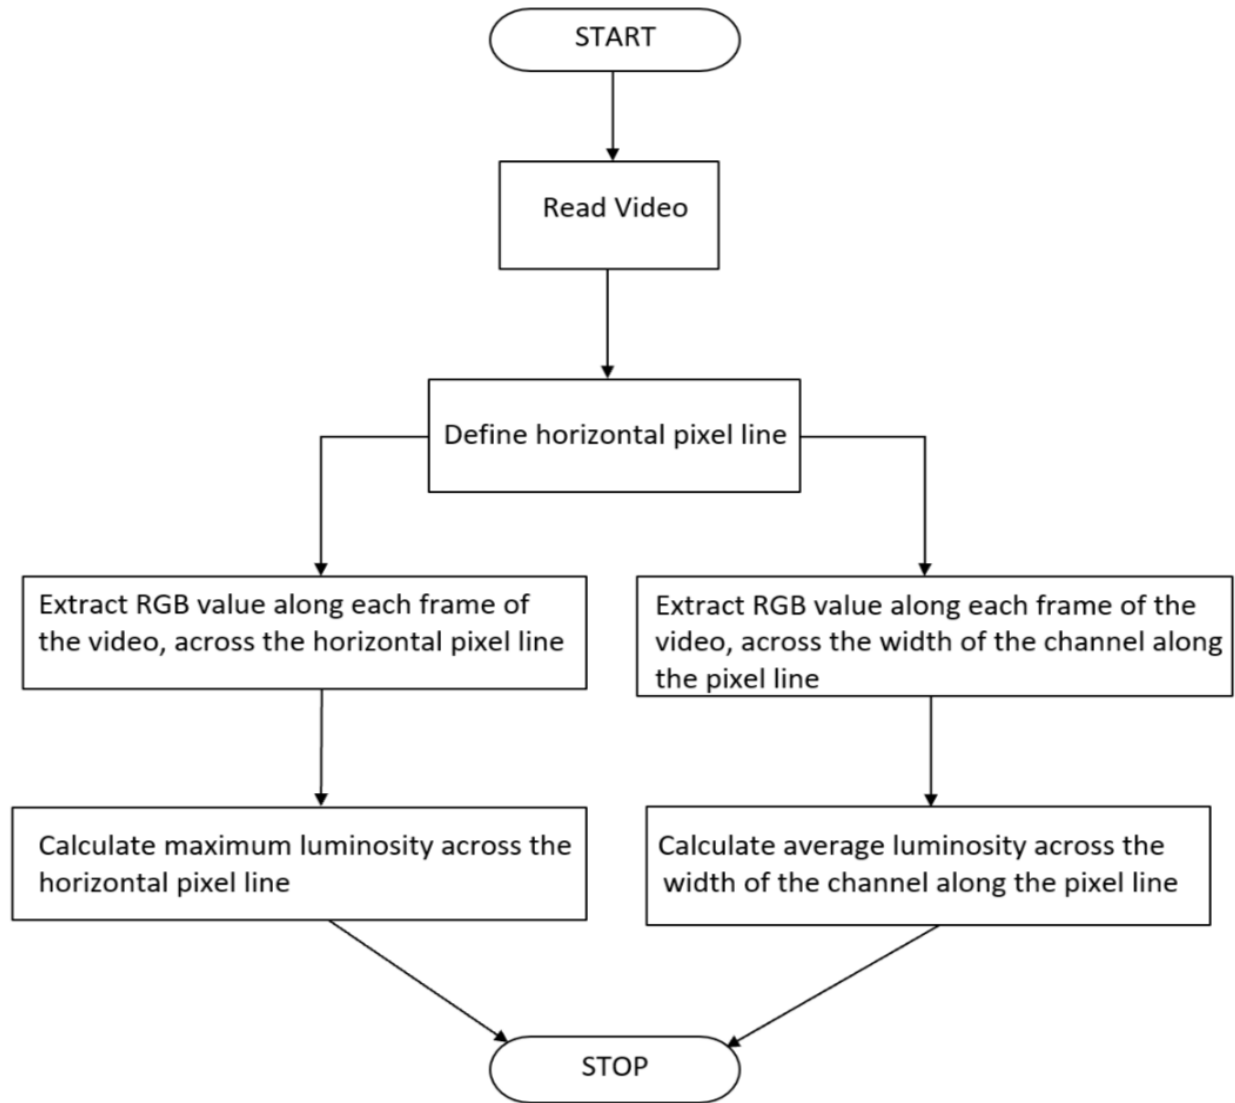 START
Read Video
Define horizontal pixel line
Extract RGB value along each frame of
the video, across the horizontal pixel line
Extract RGB value along each frame of the
video, across the width of the channel along
the pixel line
Calculate maximum luminosity across the
horizontal pixel line
Calculate average luminosity across the
width of the channel along the pixel line
STOP